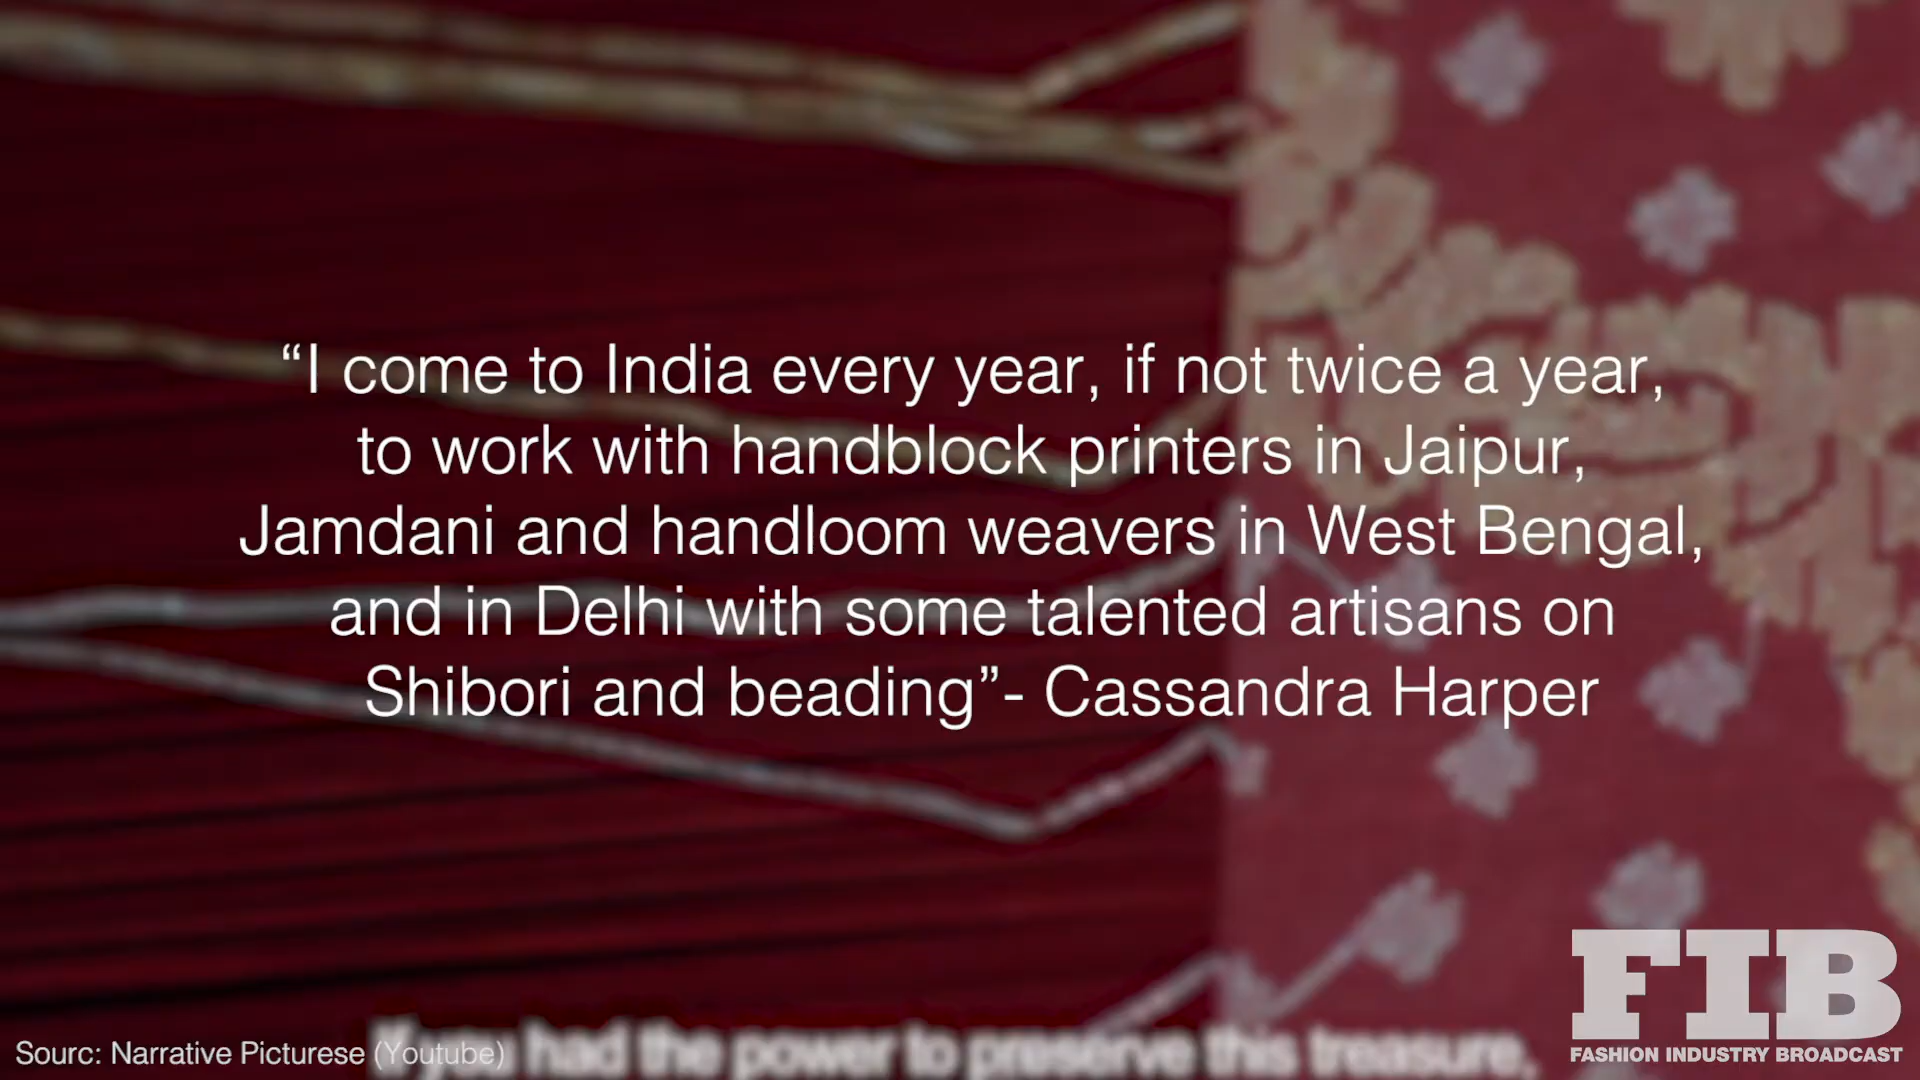 “I come to India every year, if not twice a year,
to work with handblock printers in Jaipur,
Jamdani and handloom weavers in West Bengal,
and in Delhi with some talented artisans on
Shibori and beading”- Cassandra Harper
If you had the power to preserve this treasure,
Sourc: Narrative Picturese (Youtube)
FIB
FASHION INDUSTRY BROADCAST